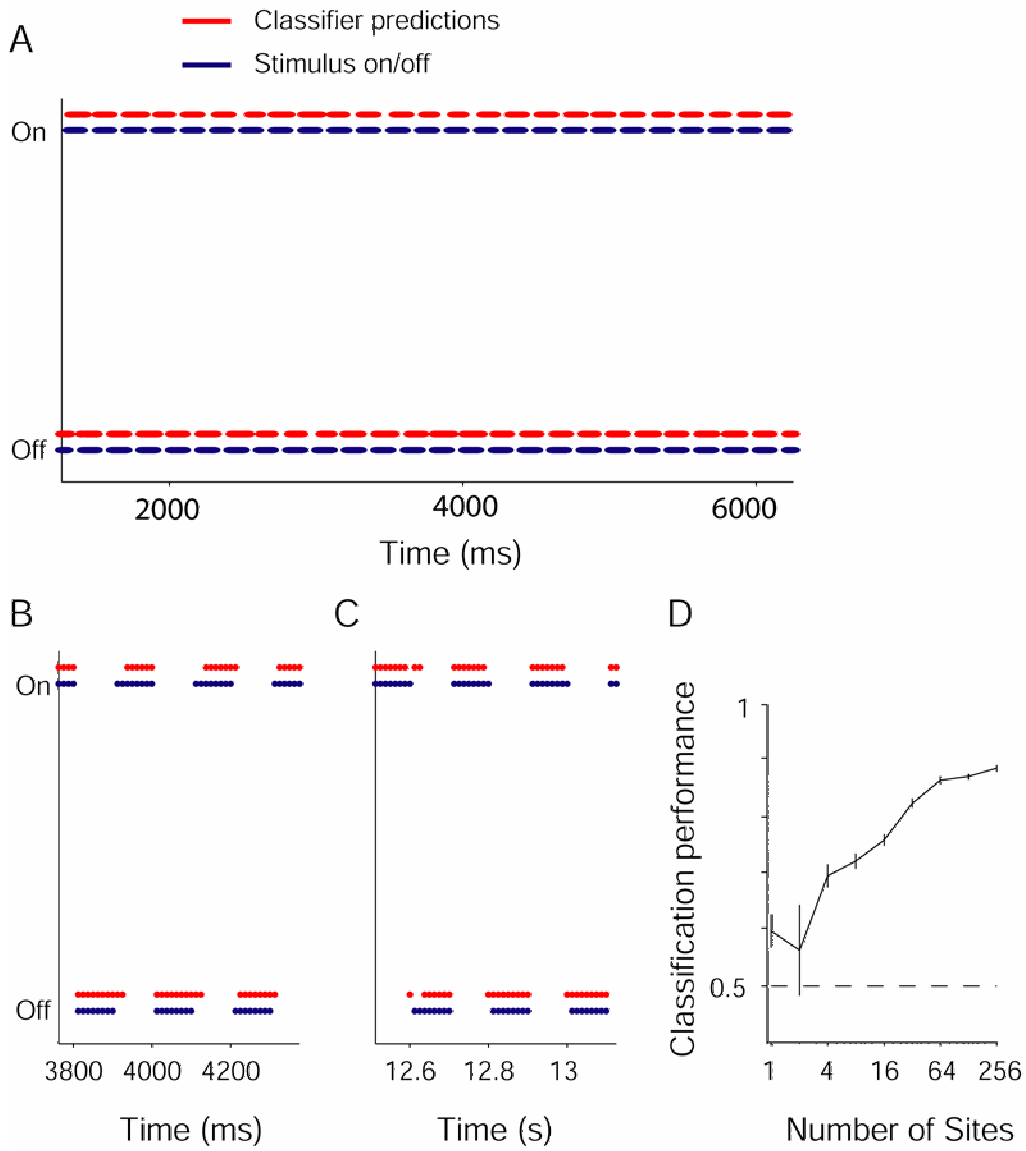 A
Classifier predictions
Stimulus on/off
On
Off
2000 4000 6000
Time (ms)
B
On
Off
3800 4000 4200
Time (ms)
C
12.6 12.8 13
Time (s)
D
Classification performance
1
0.5
1 4 16 64 256
Number of Sites